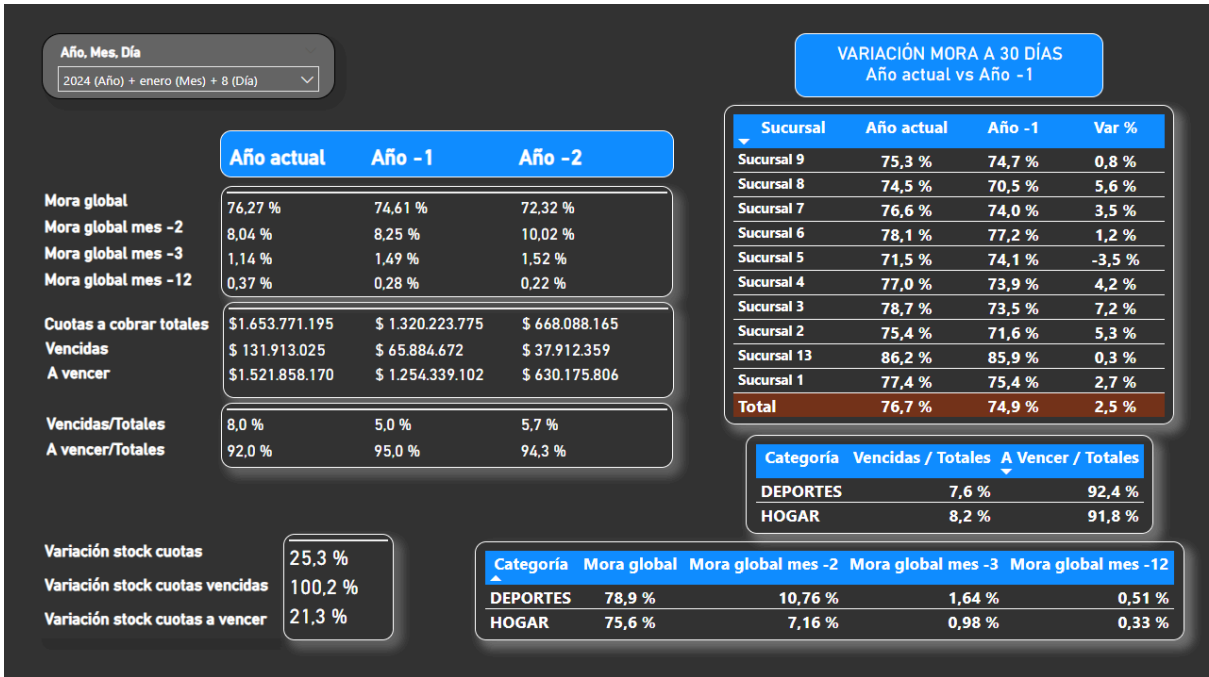 Año, Mes, Día
2024 (Año) + enero (Mes) + 8 (Día)
Año actual Año -1 Año -2
Mora global 76,27 % 74,61 % 72,32 %
Mora global mes -2 8,04 % 8,25 % 10,02 %
Mora global mes -3 1,14 % 1,49 % 1,52 %
Mora global mes -12 0,37 % 0,28 % 0,22 %
Cuotas a cobrar totales $1.653.771.195 $ 1.320.223.775 $ 668.088.165
Vencidas $ 131.913.025 $ 65.884.672 $ 37.912.359
A vencer $1.521.858.170 $ 1.254.339.102 $ 630.175.806
Vencidas/Totales 8,0 % 5,0 % 5,7 %
A vencer/Totales 92,0 % 95,0 % 94,3 %
Variación stock cuotas 25,3 %
Variación stock cuotas vencidas 100,2 %
Variación stock cuotas a vencer 21,3 %
VARIACIÓN MORA A 30 DÍAS
Año actual vs Año -1
Sucursal Año actual Año -1 Var %
Sucursal 9 75,3 % 74,7 % 0,8 %
Sucursal 8 74,5 % 70,5 % 5,6 %
Sucursal 7 76,6 % 74,0 % 3,5 %
Sucursal 6 78,1 % 77,2 % 1,2 %
Sucursal 5 71,5 % 74,1 % -3,5 %
Sucursal 4 77,0 % 73,9 % 4,2 %
Sucursal 3 78,7 % 73,5 % 7,2 %
Sucursal 2 75,4 % 71,6 % 5,3 %
Sucursal 13 86,2 % 85,9 % 0,3 %
Sucursal 1 77,4 % 75,4 % 2,7 %
Total 76,7 % 74,9 % 2,5 %
Categoría Vencidas / Totales A Vencer / Totales
DEPORTES 7,6 % 92,4 %
HOGAR 8,2 % 91,8 %
Categoría Mora global Mora global mes -2 Mora global mes -3 Mora global mes -12
DEPORTES 78,9 % 10,76 % 1,64 % 0,51 %
HOGAR 75,6 % 7,16 % 0,98 % 0,33 %